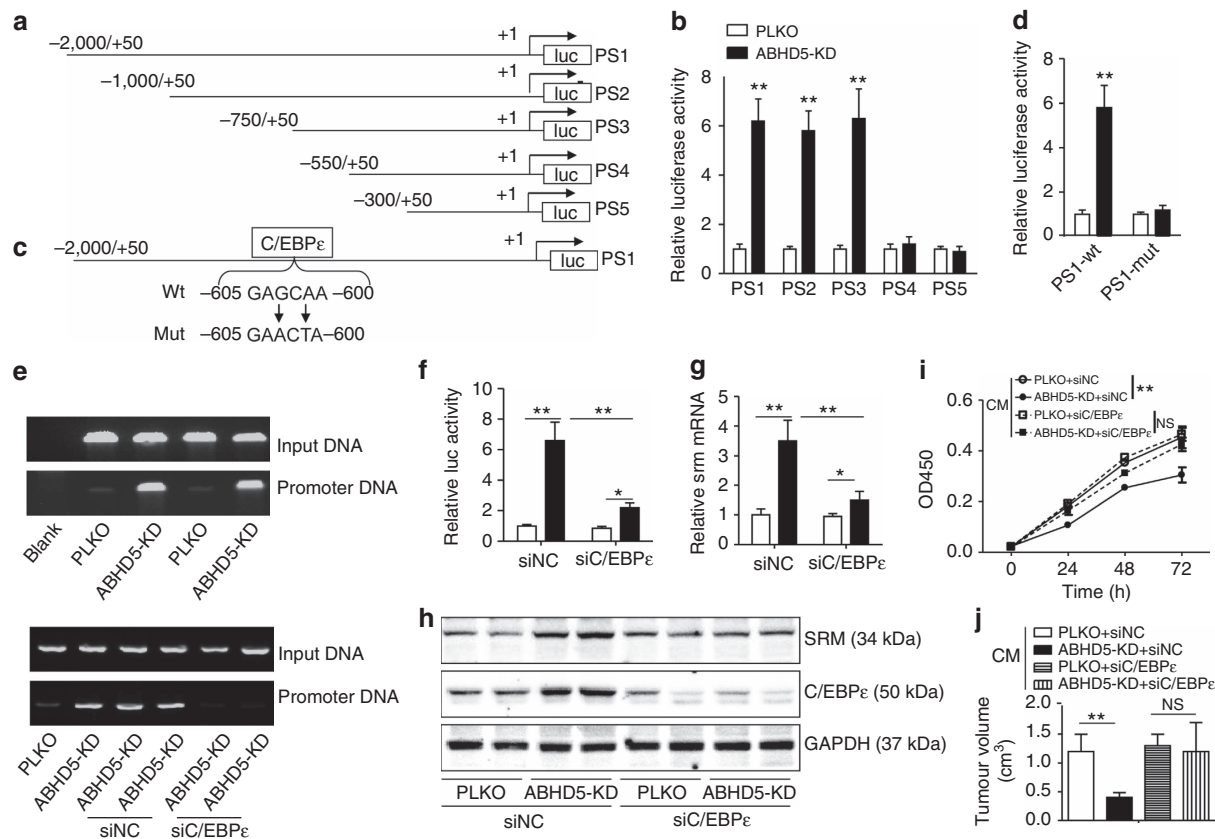 a
−2,000/+50
+1
luc PS1
−1,000/+50
+1
luc PS2
−750/+50
+1
luc PS3
−550/+50
+1
luc PS4
−300/+50
+1
luc PS5
b
PLKO
ABHD5-KD
Relative luciferase activity
8
6
4
2
0
** ** **
PS1 PS2 PS3 PS4 PS5
c
−2,000/+50
C/EBPε
+1
luc PS1
Wt −605 GAGCAA −600
Mut −605 GAACTA−600
d
Relative luciferase activity
8
6
4
2
0
**
PS1-wt PS1-mut
e
Input DNA
Promoter DNA
Blank PLKO ABHD5-KD PLKO ABHD5-KD
Input DNA
Promoter DNA
PLKO ABHD5-KD ABHD5-KD ABHD5-KD ABHD5-KD ABHD5-KD
siNC siC/EBPε
f
Relative luc activity
10
8
6
4
2
0
** ** *
siNC siC/EBPε
g
Relative srm mRNA
5
4
3
2
1
0
** ** *
siNC siC/EBPε
h
SRM (34 kDa)
C/EBPε (50 kDa)
GAPDH (37 kDa)
PLKO ABHD5-KD PLKO ABHD5-KD
siNC siC/EBPε
i
CM
PLKO+siNC
ABHD5-KD+siNC
**
PLKO+siC/EBPε
ABHD5-KD+siC/EBPε
NS
OD450
0.6
0.4
0.2
0.0
0 24 48 72
Time (h)
j
CM
PLKO+siNC
ABHD5-KD+siNC
PLKO+siC/EBPε
ABHD5-KD+siC/EBPε
Tumour volume
(cm³)
2.0
1.5
1.0
0.5
0.0
** NS